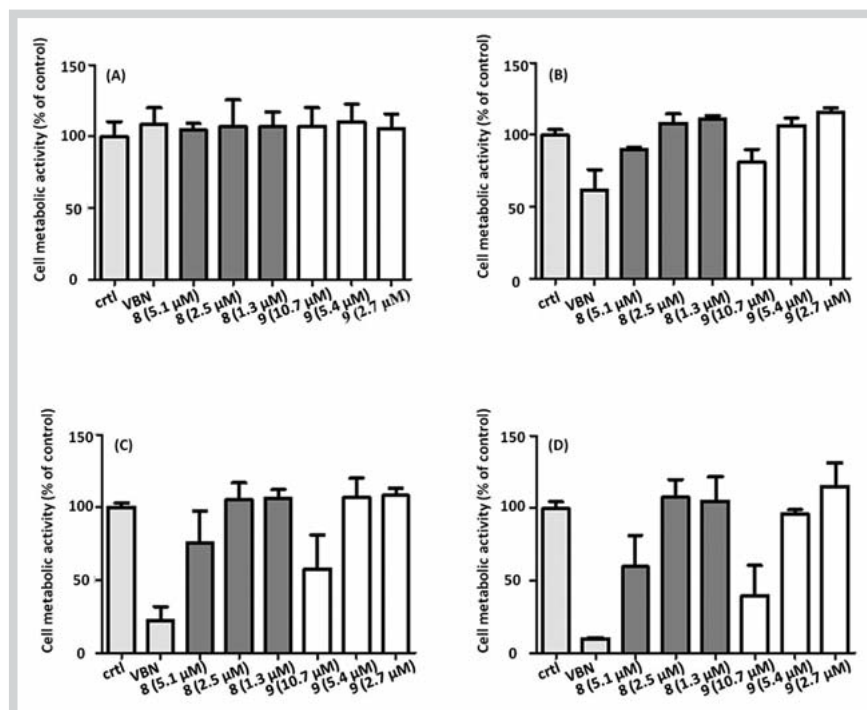 (A)
Cell metabolic activity (% of control)
150
100
50
0
crtl
VBN
8 (5.1 µM)
8 (2.5 µM)
8 (1.3 µM)
9 (10.7 µM)
9 (5.4 µM)
9 (2.7 µM)
(B)
Cell metabolic activity (% of control)
150
100
50
0
crtl
VBN
8 (5.1 µM)
8 (2.5 µM)
8 (1.3 µM)
9 (10.7 µM)
9 (5.4 µM)
9 (2.7 µM)
(C)
Cell metabolic activity (% of control)
150
100
50
0
crtl
VBN
8 (5.1 µM)
8 (2.5 µM)
8 (1.3 µM)
9 (10.7 µM)
9 (5.4 µM)
9 (2.7 µM)
(D)
Cell metabolic activity (% of control)
150
100
50
0
crtl
VBN
8 (5.1 µM)
8 (2.5 µM)
8 (1.3 µM)
9 (10.7 µM)
9 (5.4 µM)
9 (2.7 µM)